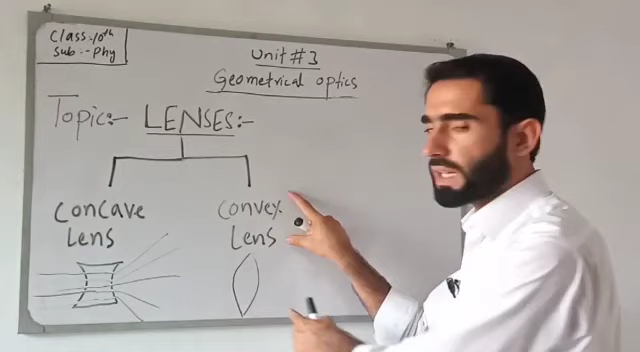 Class:-10th
Sub:-Phy
Unit #3
Geometrical optics
Topic:- LENSES:-
Concave
Lens
Convex
Lens